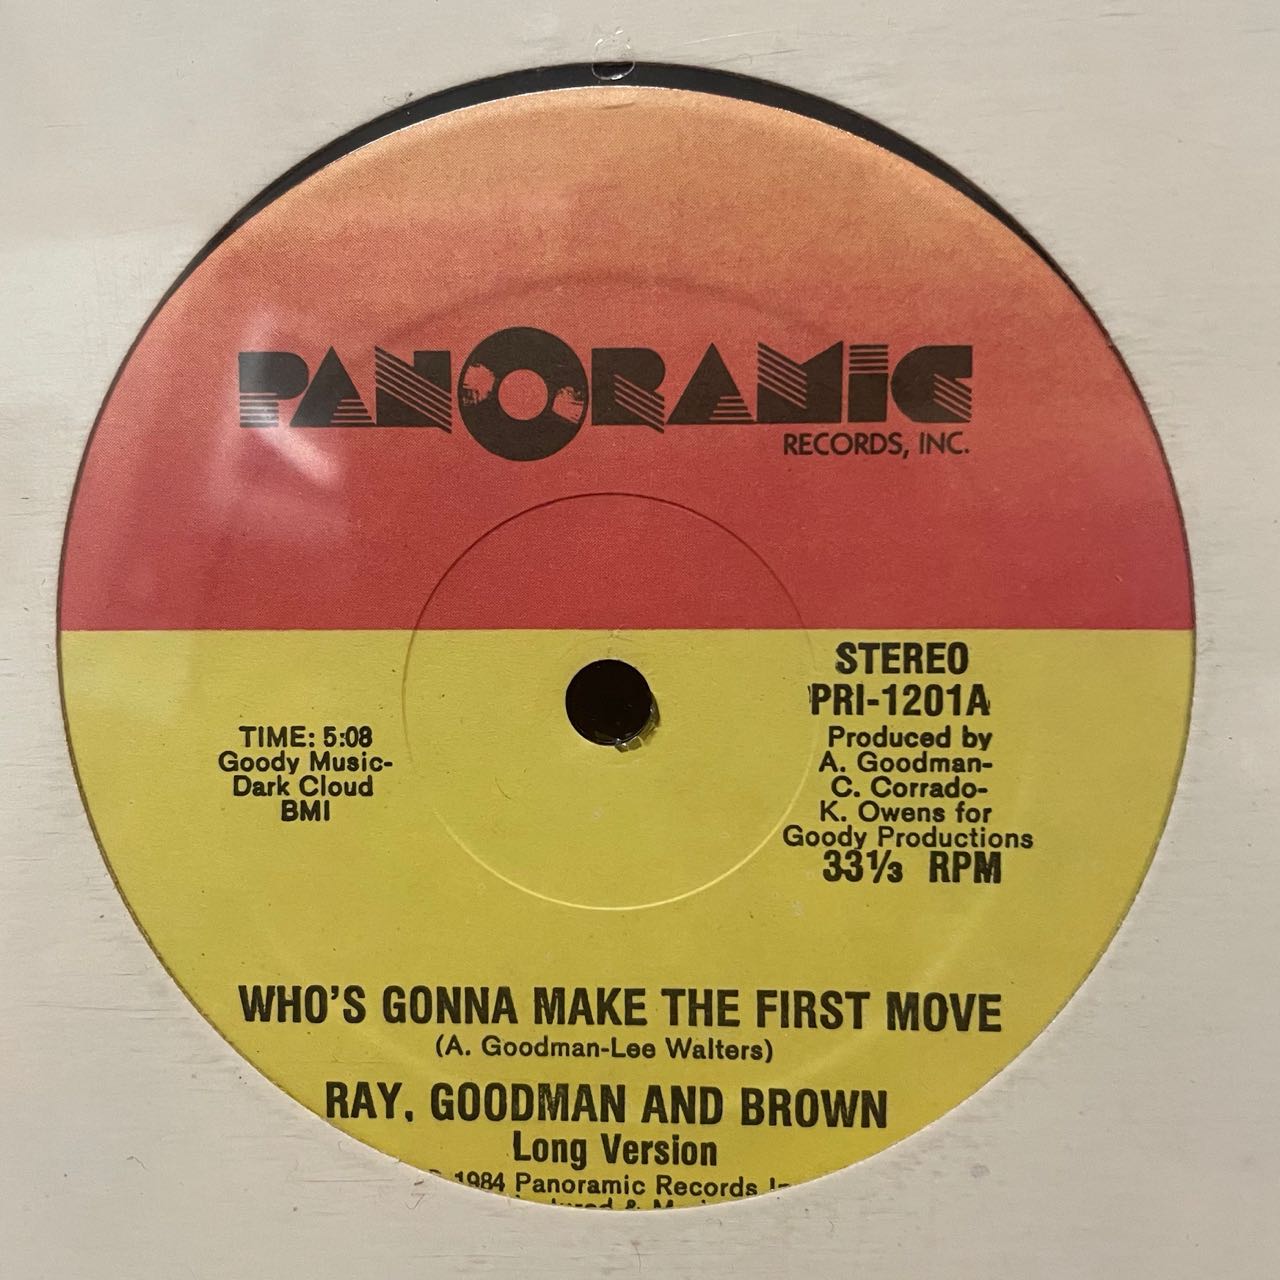 PANORAMIC
RECORDS, INC.
STEREO
PRI-1201A
TIME: 5:08
Goody Music-
Dark Cloud
BMI
Produced by
A. Goodman-
C. Corrado-
K. Owens for
Goody Productions
33⅓ RPM
WHO'S GONNA MAKE THE FIRST MOVE
(A. Goodman-Lee Walters)
RAY, GOODMAN AND BROWN
Long Version
1984 Panoramic Records
&